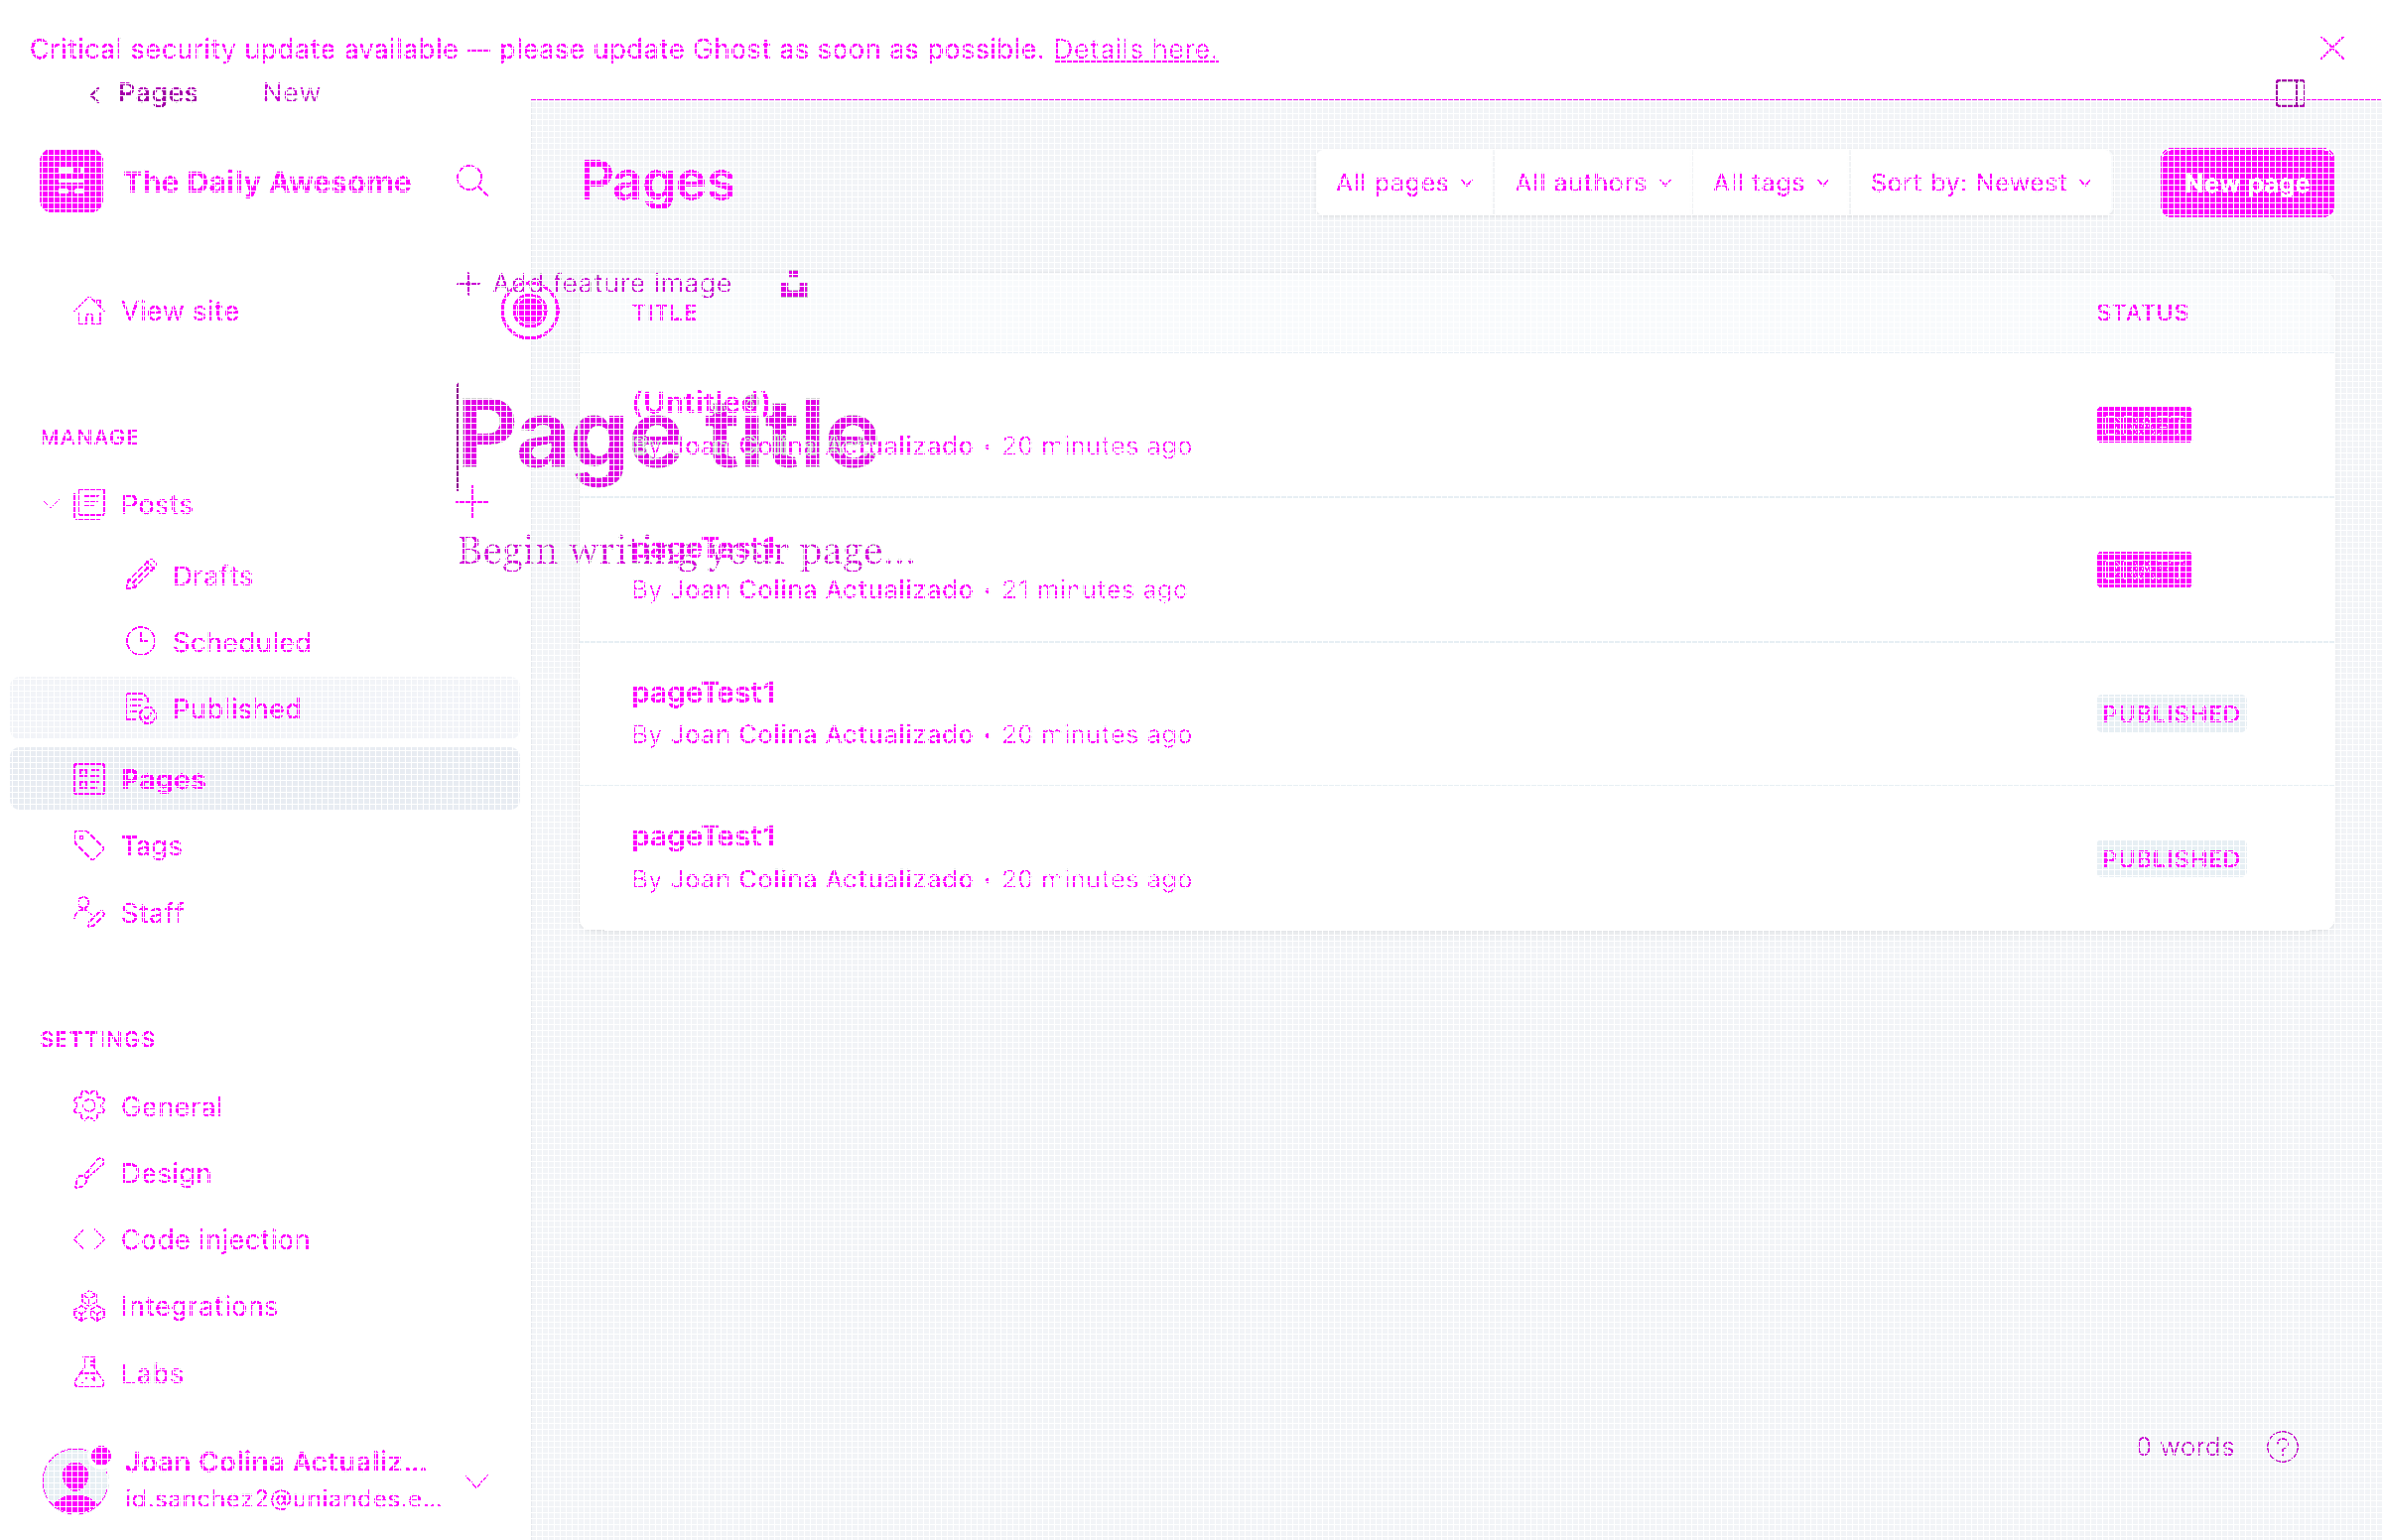 Critical security update available — please update Ghost as soon as possible. Details here.
Pages New
The Daily Awesome
Pages
All pages All authors All tags Sort by: Newest
New page
Add feature image
View site
TITLE STATUS
(Untitled)
Page title
MANAGE
By Joan Colina Actualizado • 20 minutes ago
Posts
Begin writing your page...
pageTest1
Drafts
By Joan Colina Actualizado • 21 minutes ago
Scheduled
pageTest1
Published
PUBLISHED
By Joan Colina Actualizado • 20 minutes ago
Pages
pageTest1
Tags
PUBLISHED
By Joan Colina Actualizado • 20 minutes ago
Staff
SETTINGS
General
Design
Code injection
Integrations
Labs
0 words
Joan Colina Actualiz...
id.sanchez2@uniandes.e...